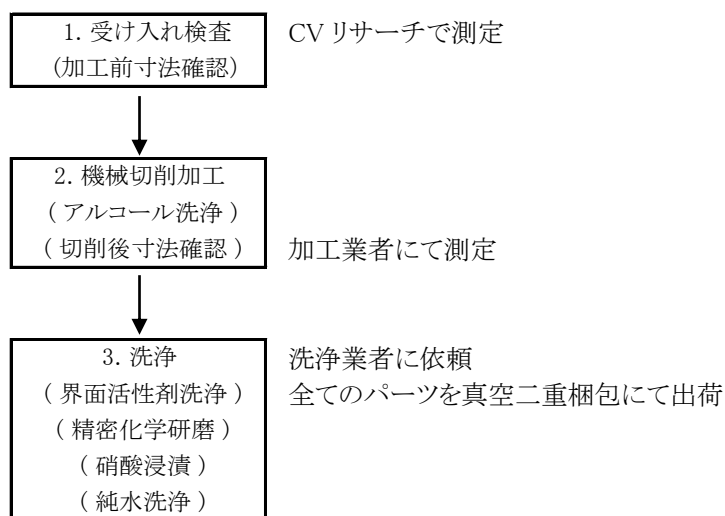 1. 受け入れ検査
(加工前寸法確認)
CVリサーチで測定
2. 機械切削加工
( アルコール洗浄 )
( 切削後寸法確認 )
加工業者にて測定
3. 洗浄
( 界面活性剤洗浄 )
( 精密化学研磨 )
( 硝酸浸漬 )
( 純水洗浄 )
洗浄業者に依頼
全てのパーツを真空二重梱包にて出荷